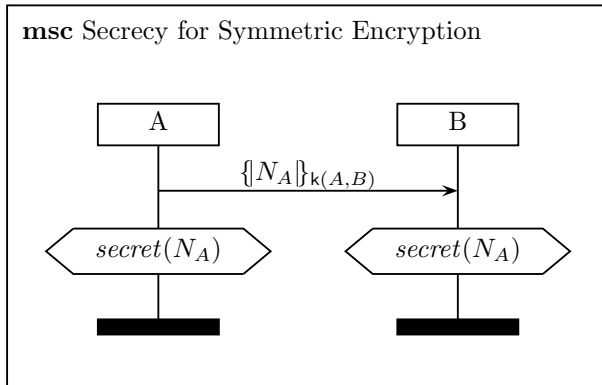 msc Secrecy for Symmetric Encryption
A B
{|N_A|}_k(A,B)
secret(N_A) secret(N_A)